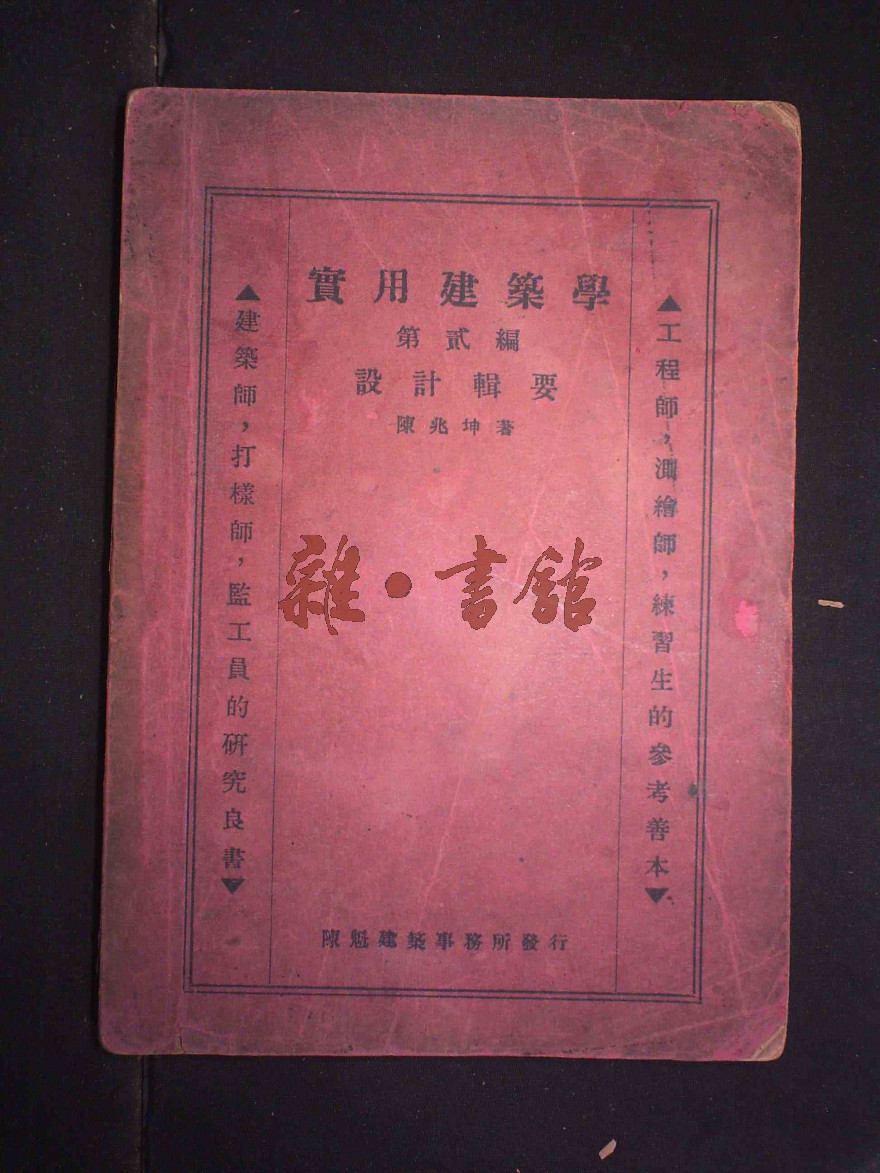 實用建築學
第貳編
設計輯要
陳兆坤著
▲工程師，測繪師，練習生的參考善本▼
▲建築師，打樣師，監工員的研究良書▼
雜·書館
陳魁建築事務所發行